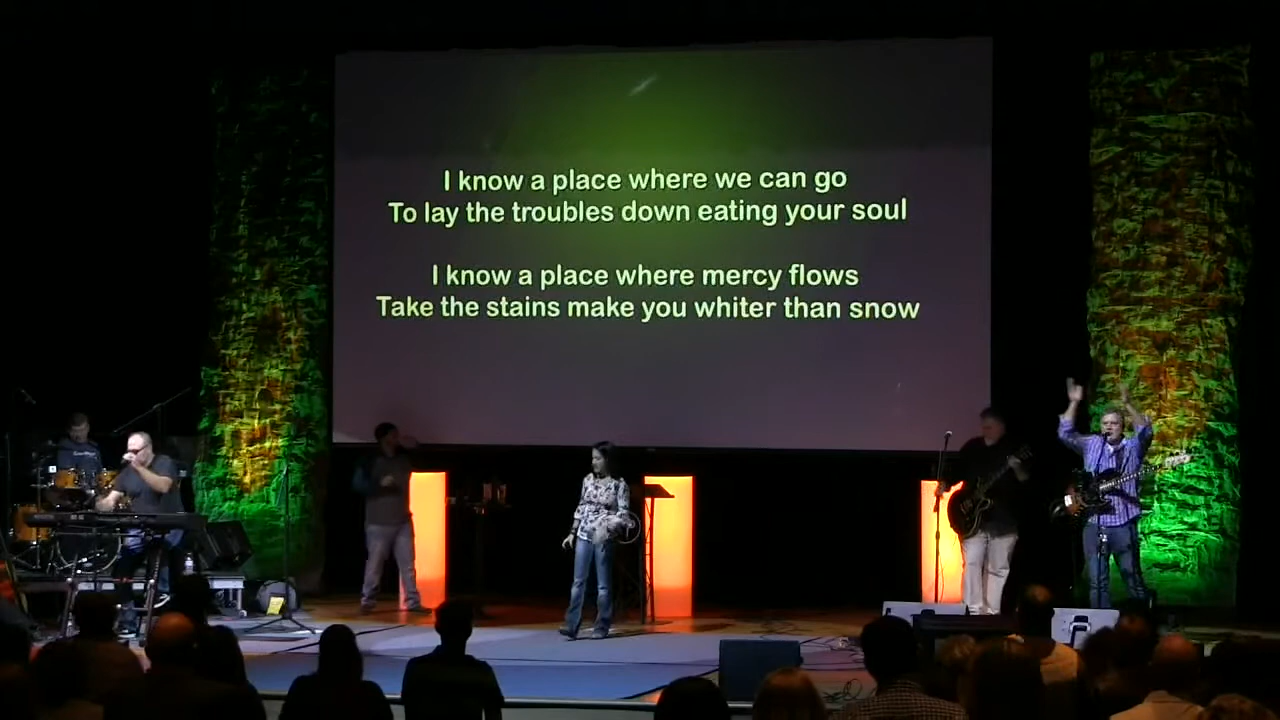 I know a place where we can go
To lay the troubles down eating your soul
I know a place where mercy flows
Take the stains make you whiter than snow